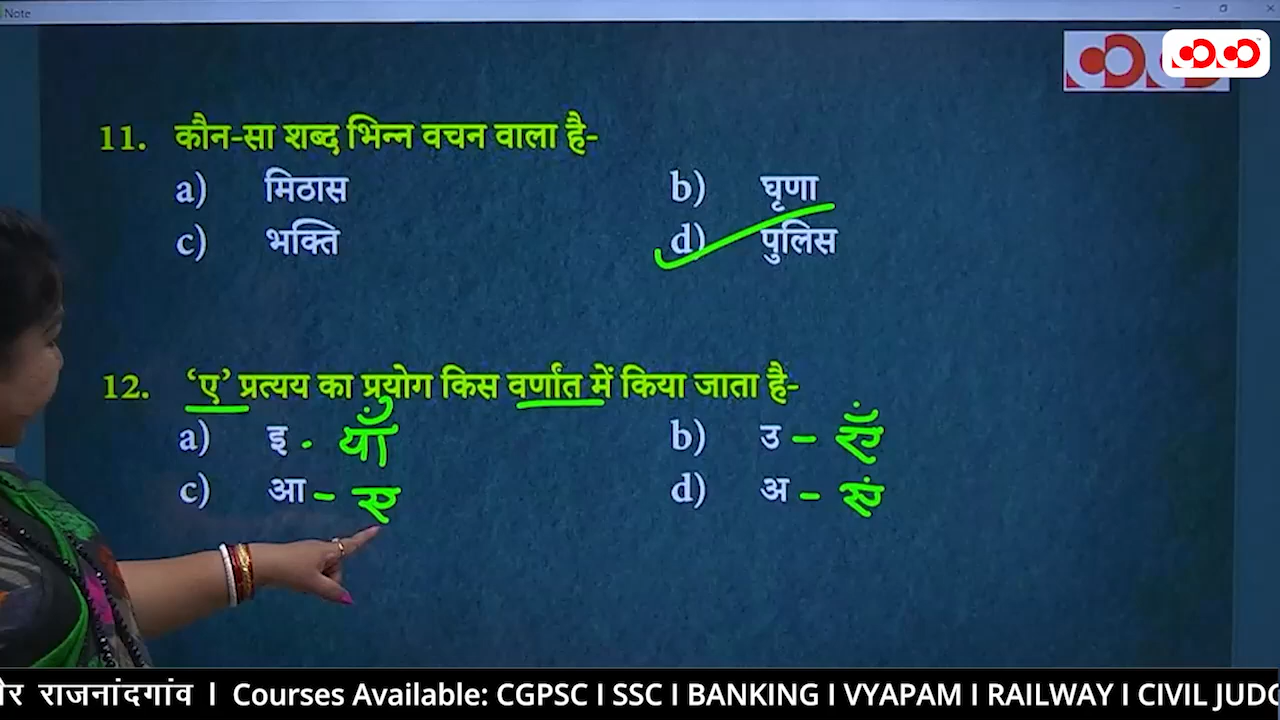 Note
11. कौन-सा शब्द भिन्न वचन वाला है-
a) मिठास b) घृणा
c) भक्ति d) पुलिस
12. ‘ए’ प्रत्यय का प्रयोग किस वर्णांत में किया जाता है-
a) इ - याँ b) उ - एँ
c) आ - ए d) अ - एं
राजनांदगांव I Courses Available: CGPSC I SSC I BANKING I VYAPAM I RAILWAY I CIVIL